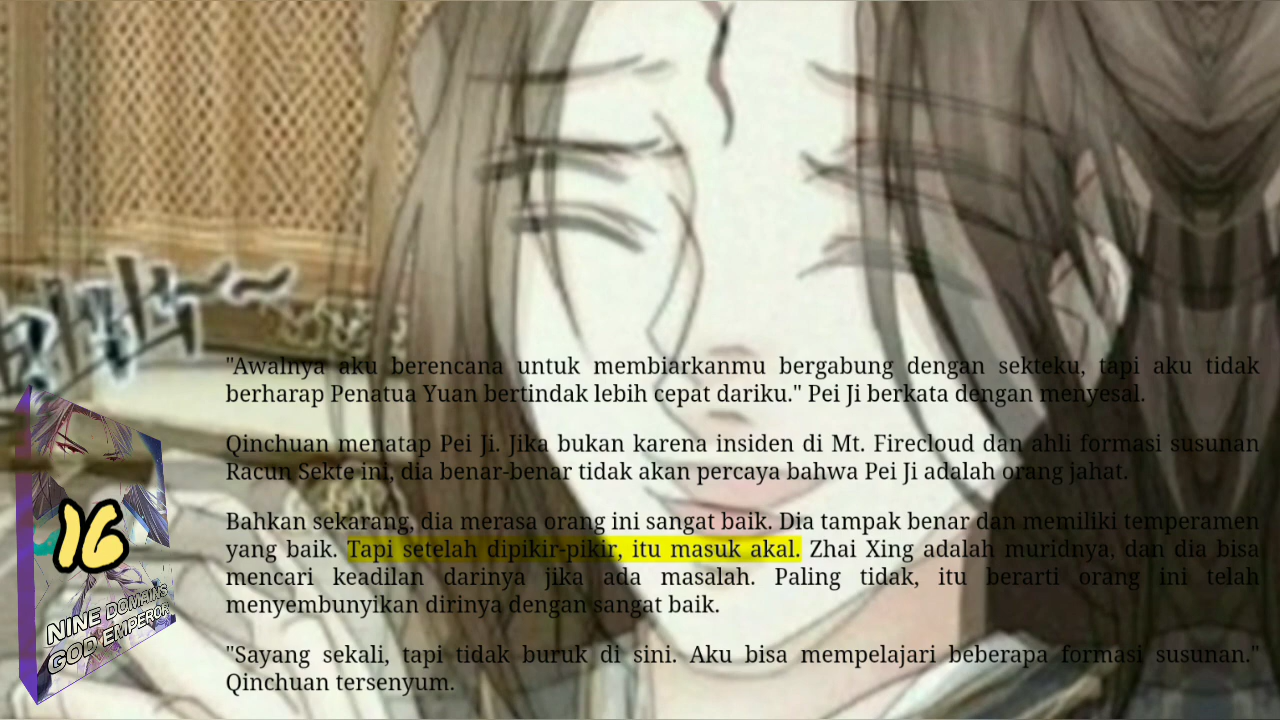 "Awalnya aku berencana untuk membiarkanmu bergabung dengan sekteku, tapi aku tidak
berharap Penatua Yuan bertindak lebih cepat dariku." Pei Ji berkata dengan menyesal.
Qinchuan menatap Pei Ji. Jika bukan karena insiden di Mt. Firecloud dan ahli formasi susunan
Racun Sekte ini, dia benar-benar tidak akan percaya bahwa Pei Ji adalah orang jahat.
Bahkan sekarang, dia merasa orang ini sangat baik. Dia tampak benar dan memiliki temperamen
yang baik. Tapi setelah dipikir-pikir, itu masuk akal. Zhai Xing adalah muridnya, dan dia bisa
mencari keadilan darinya jika ada masalah. Paling tidak, itu berarti orang ini telah
menyembunyikan dirinya dengan sangat baik.
"Sayang sekali, tapi tidak buruk di sini. Aku bisa mempelajari beberapa formasi susunan."
Qinchuan tersenyum.
16
NINE DOMAINS
GOD EMPEROR